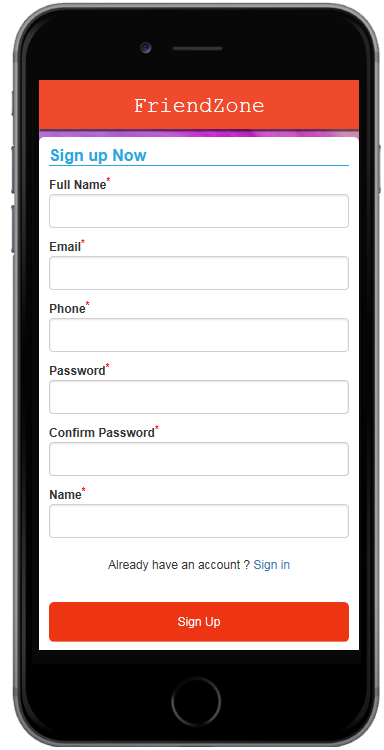 FriendZone
Sign up Now
Full Name*
Email*
Phone*
Password*
Confirm Password*
Name*
Already have an account ? Sign in
Sign Up